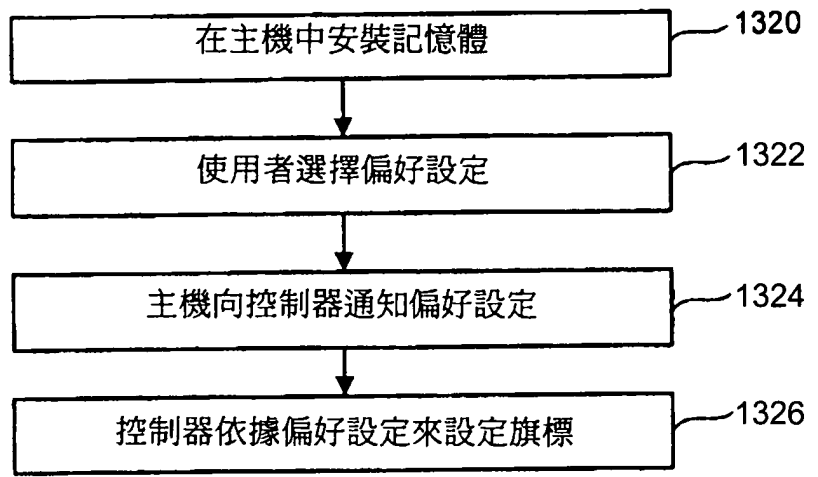 在主機中安裝記憶體
1320
使用者選擇偏好設定
1322
主機向控制器通知偏好設定
1324
控制器依據偏好設定來設定旗標
1326